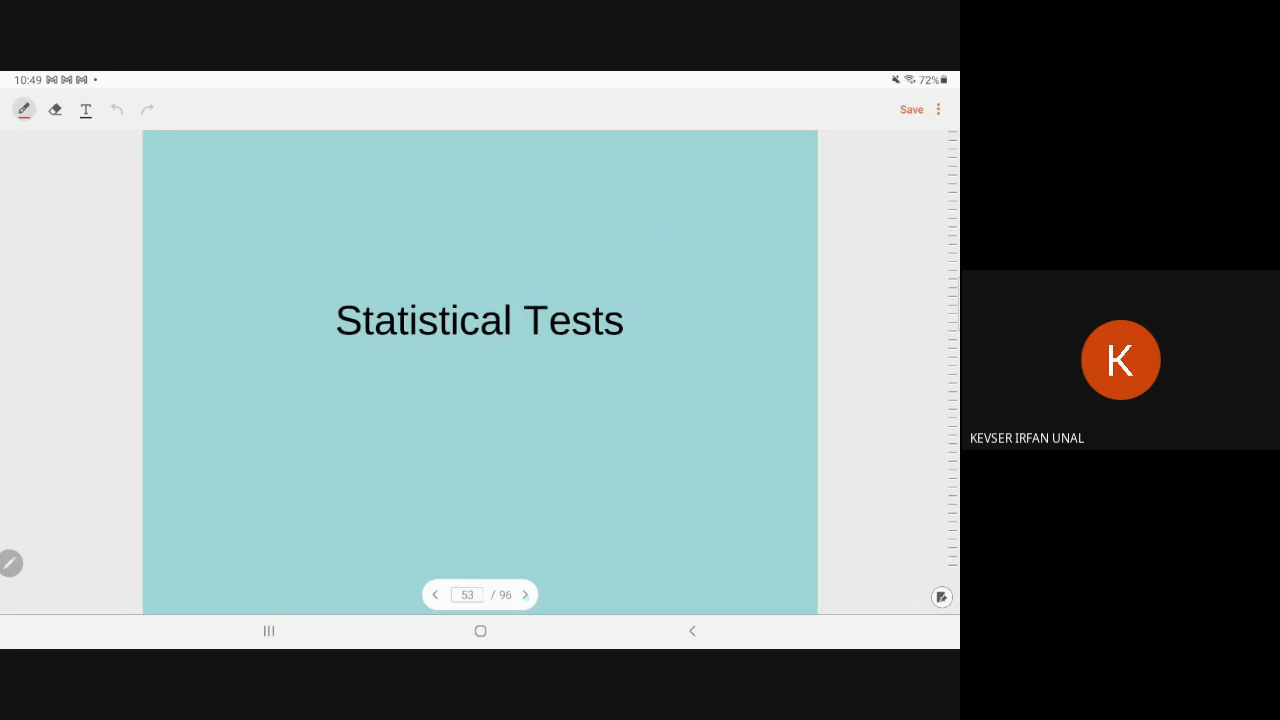 10:49
72%
T
Save
Statistical Tests
53 / 96
K
KEVSER IRFAN UNAL